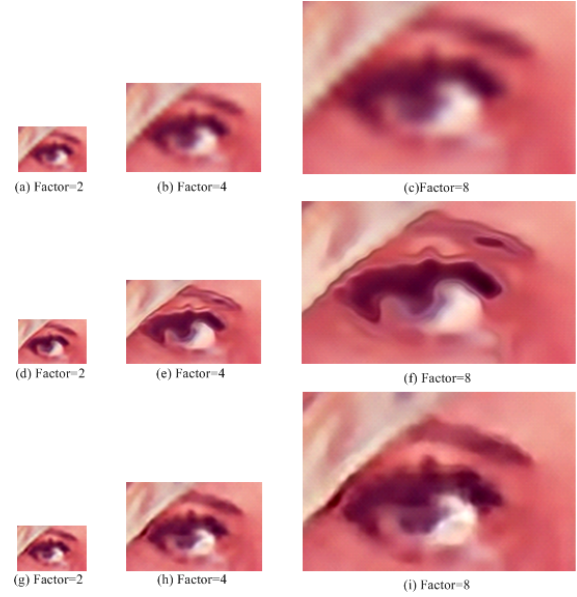 (a) Factor=2
(b) Factor=4
(c)Factor=8
(d) Factor=2
(e) Factor=4
(f) Factor=8
(g) Factor=2
(h) Factor=4
(i) Factor=8